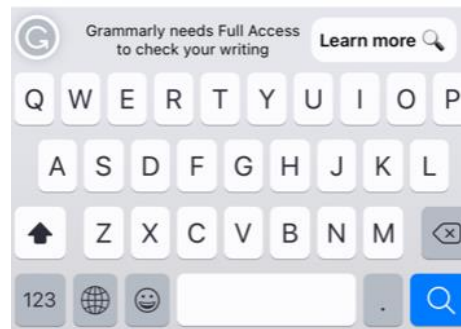 Grammarly needs Full Access
to check your writing
Learn more
Q W E R T Y U I O P
A S D F G H J K L
Z X C V B N M
123 .